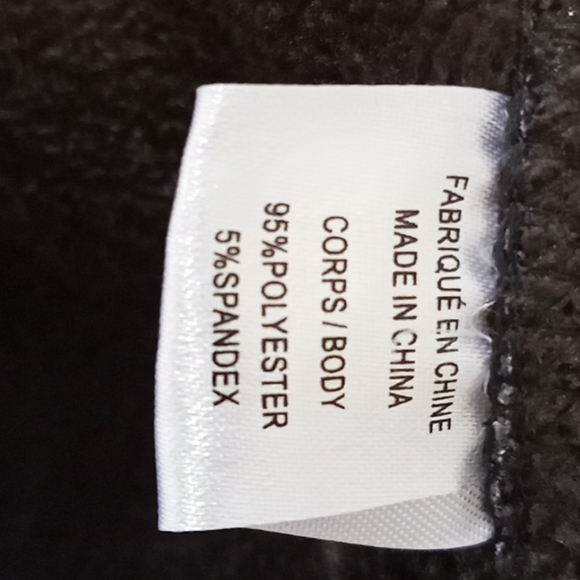 FABRIQUÉ EN CHINE
MADE IN CHINA
CORPS / BODY
95%POLYESTER
5%SPANDEX